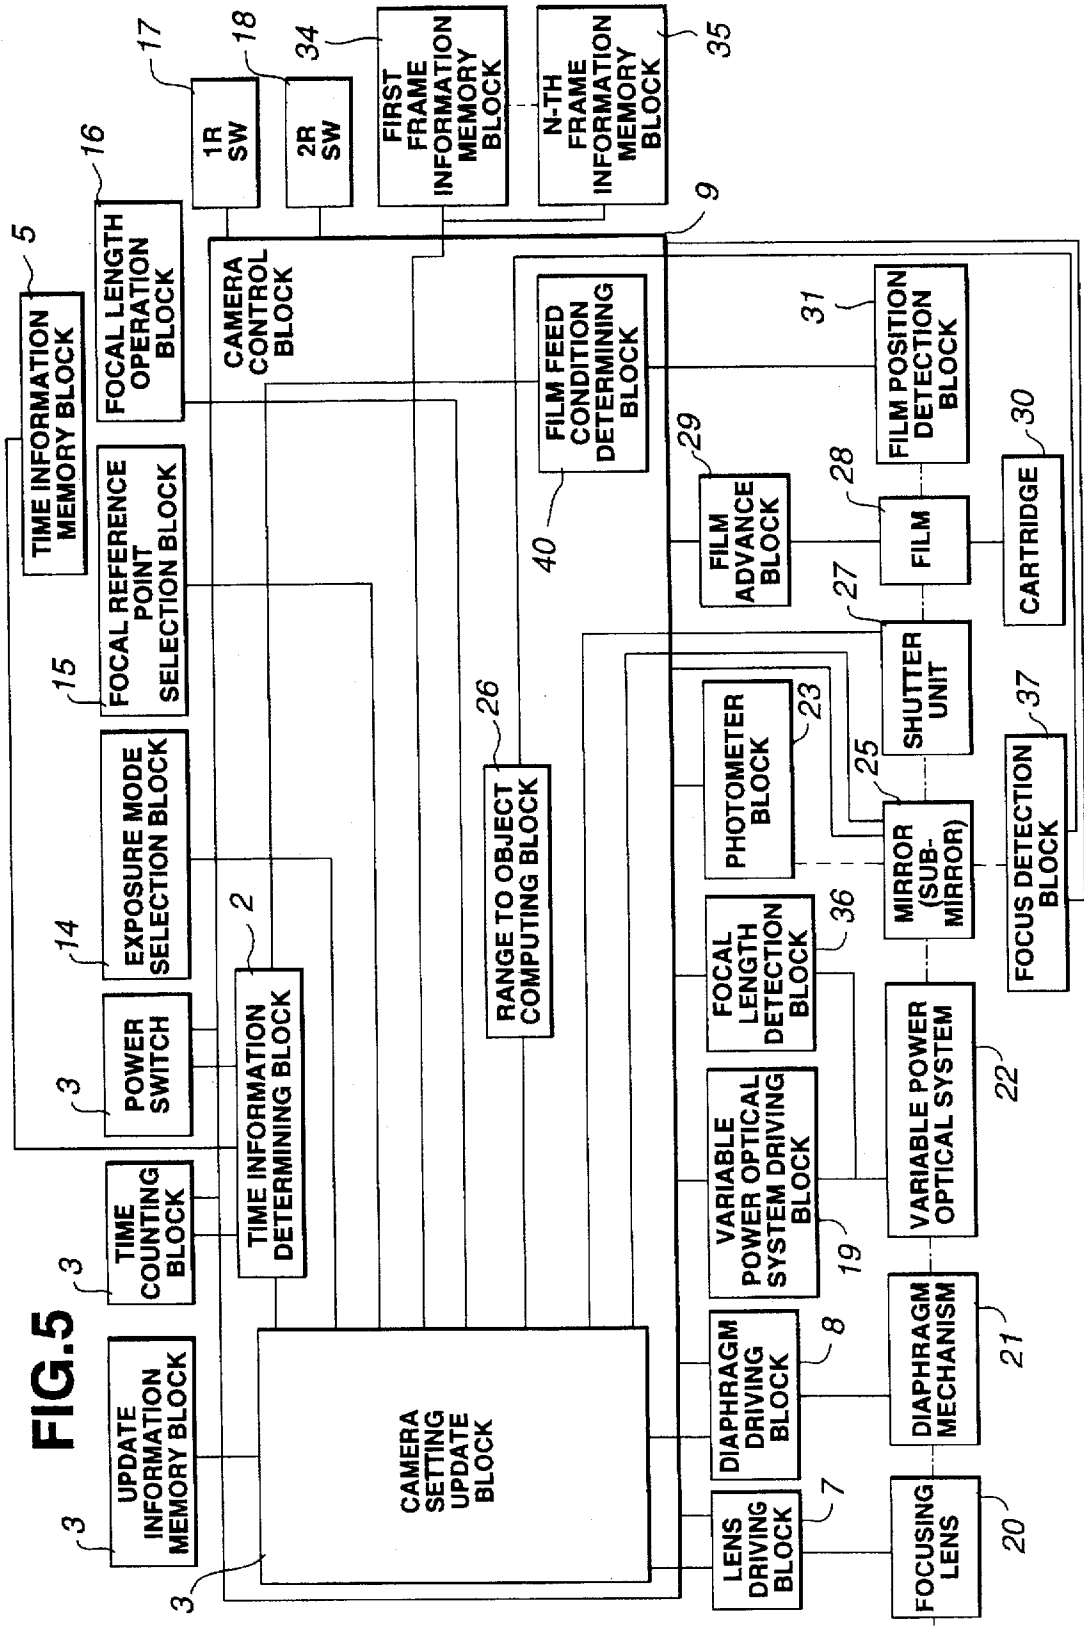 FIG.5
3
UPDATE
INFORMATION
MEMORY BLOCK
3
TIME
COUNTING
BLOCK
3
POWER
SWITCH
14
EXPOSURE MODE
SELECTION BLOCK
15
FOCAL REFERENCE
POINT
SELECTION BLOCK
TIME INFORMATION
MEMORY BLOCK
5
FOCAL LENGTH
OPERATION
BLOCK
16
17
1R
SW
18
2R
SW
34
FIRST
FRAME
INFORMATION
MEMORY
BLOCK
N-TH
FRAME
INFORMATION
MEMORY
BLOCK
35
3
CAMERA
SETTING
UPDATE
BLOCK
TIME INFORMATION
DETERMINING BLOCK
2
CAMERA
CONTROL
BLOCK
9
RANGE TO OBJECT
COMPUTING BLOCK
26
40
FILM FEED
CONDITION
DETERMINING
BLOCK
LENS
DRIVING
BLOCK
7
DIAPHRAGM
DRIVING
BLOCK
8
VARIABLE
POWER OPTICAL
SYSTEM DRIVING
BLOCK
19
FOCAL
LENGTH
DETECTION
BLOCK
36
PHOTOMETER
BLOCK
23
FILM
ADVANCE
BLOCK
29
FOCUSING
LENS
20
DIAPHRAGM
MECHANISM
21
VARIABLE POWER
OPTICAL SYSTEM
22
MIRROR
(SUB-
MIRROR)
25
SHUTTER
UNIT
27
FILM
28
FILM POSITION
DETECTION
BLOCK
31
FOCUS DETECTION
BLOCK
37
CARTRIDGE
30